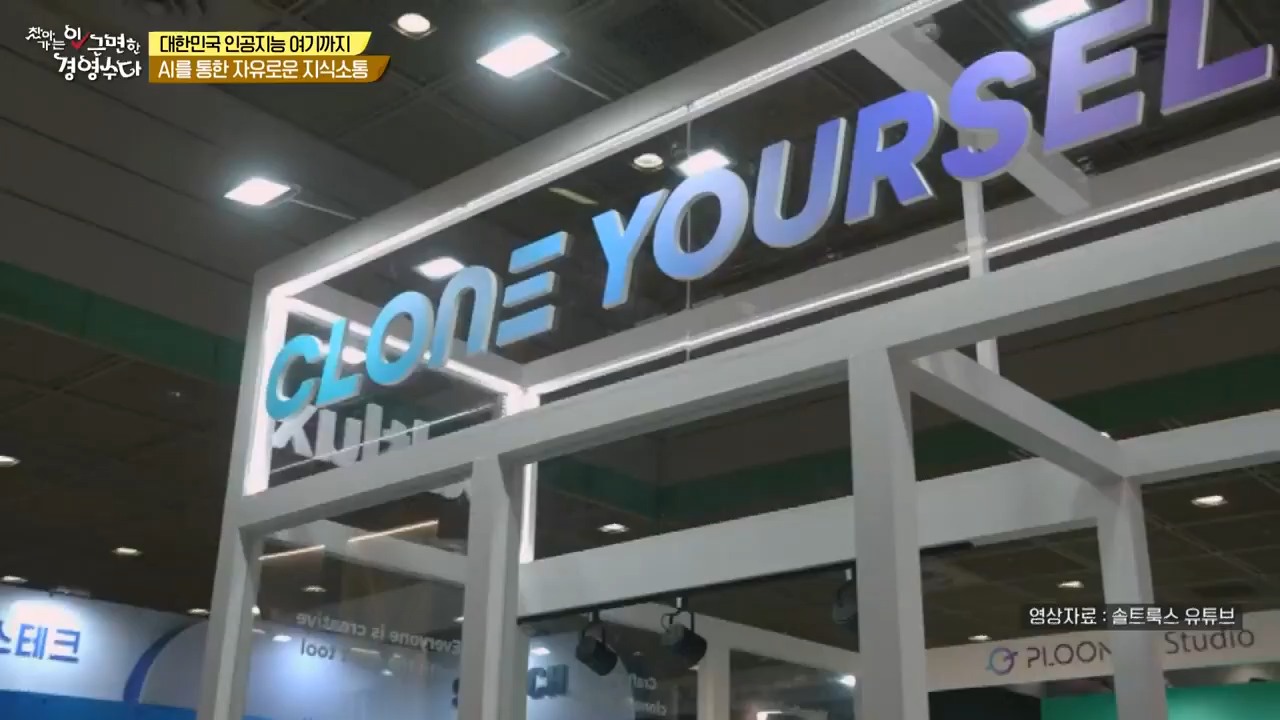 찾아가는 이그면한
경영수다
대한민국 인공지능 여기까지
AI를 통한 자유로운 지식소통
CLONE YOURSEL
영상자료 : 솔트룩스 유튜브
스테크
Everyone is creative
tool
PLOON Studio